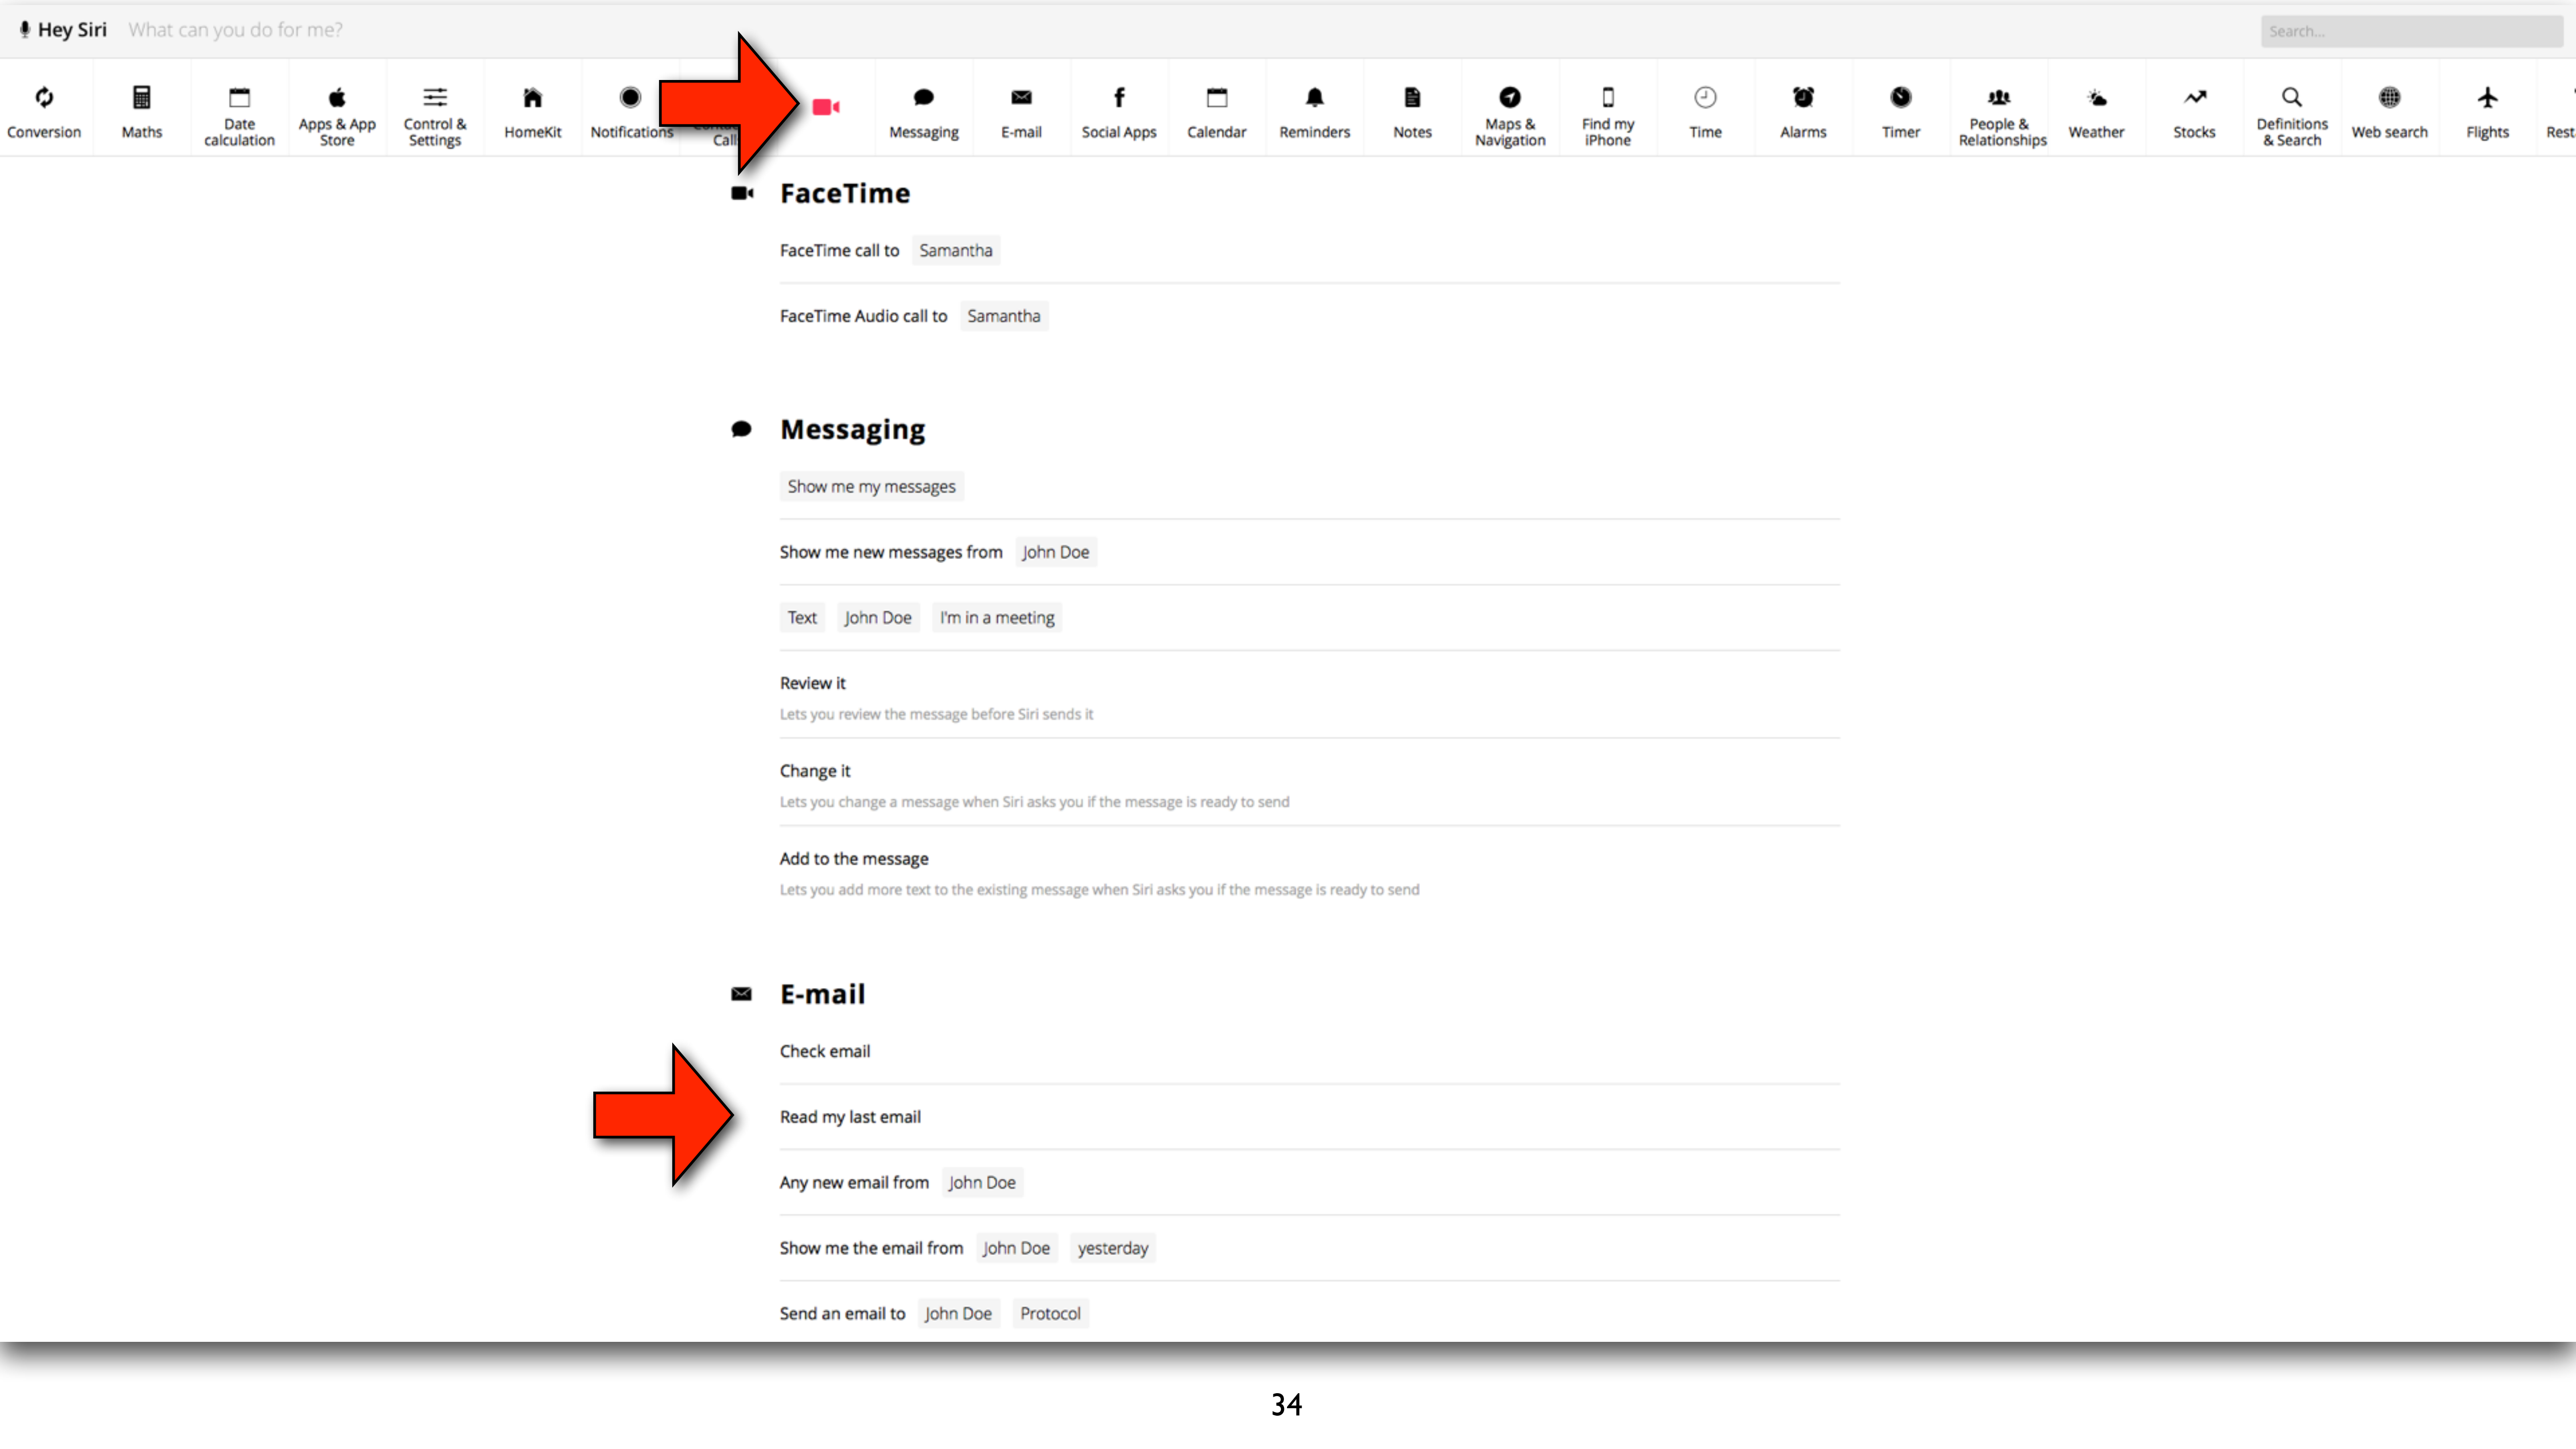 Hey Siri What can you do for me? Search...
Conversion
Maths
Date
calculation
Apps & App
Store
Control &
Settings
HomeKit
Notifications
Call
Messaging
E-mail
Social Apps
Calendar
Reminders
Notes
Maps &
Navigation
Find my
iPhone
Time
Alarms
Timer
People &
Relationships
Weather
Stocks
Definitions
& Search
Web search
Flights
Rest
FaceTime
FaceTime call to Samantha
FaceTime Audio call to Samantha
Messaging
Show me my messages
Show me new messages from John Doe
Text John Doe I'm in a meeting
Review it
Lets you review the message before Siri sends it
Change it
Lets you change a message when Siri asks you if the message is ready to send
Add to the message
Lets you add more text to the existing message when Siri asks you if the message is ready to send
E-mail
Check email
Read my last email
Any new email from John Doe
Show me the email from John Doe yesterday
Send an email to John Doe Protocol
34